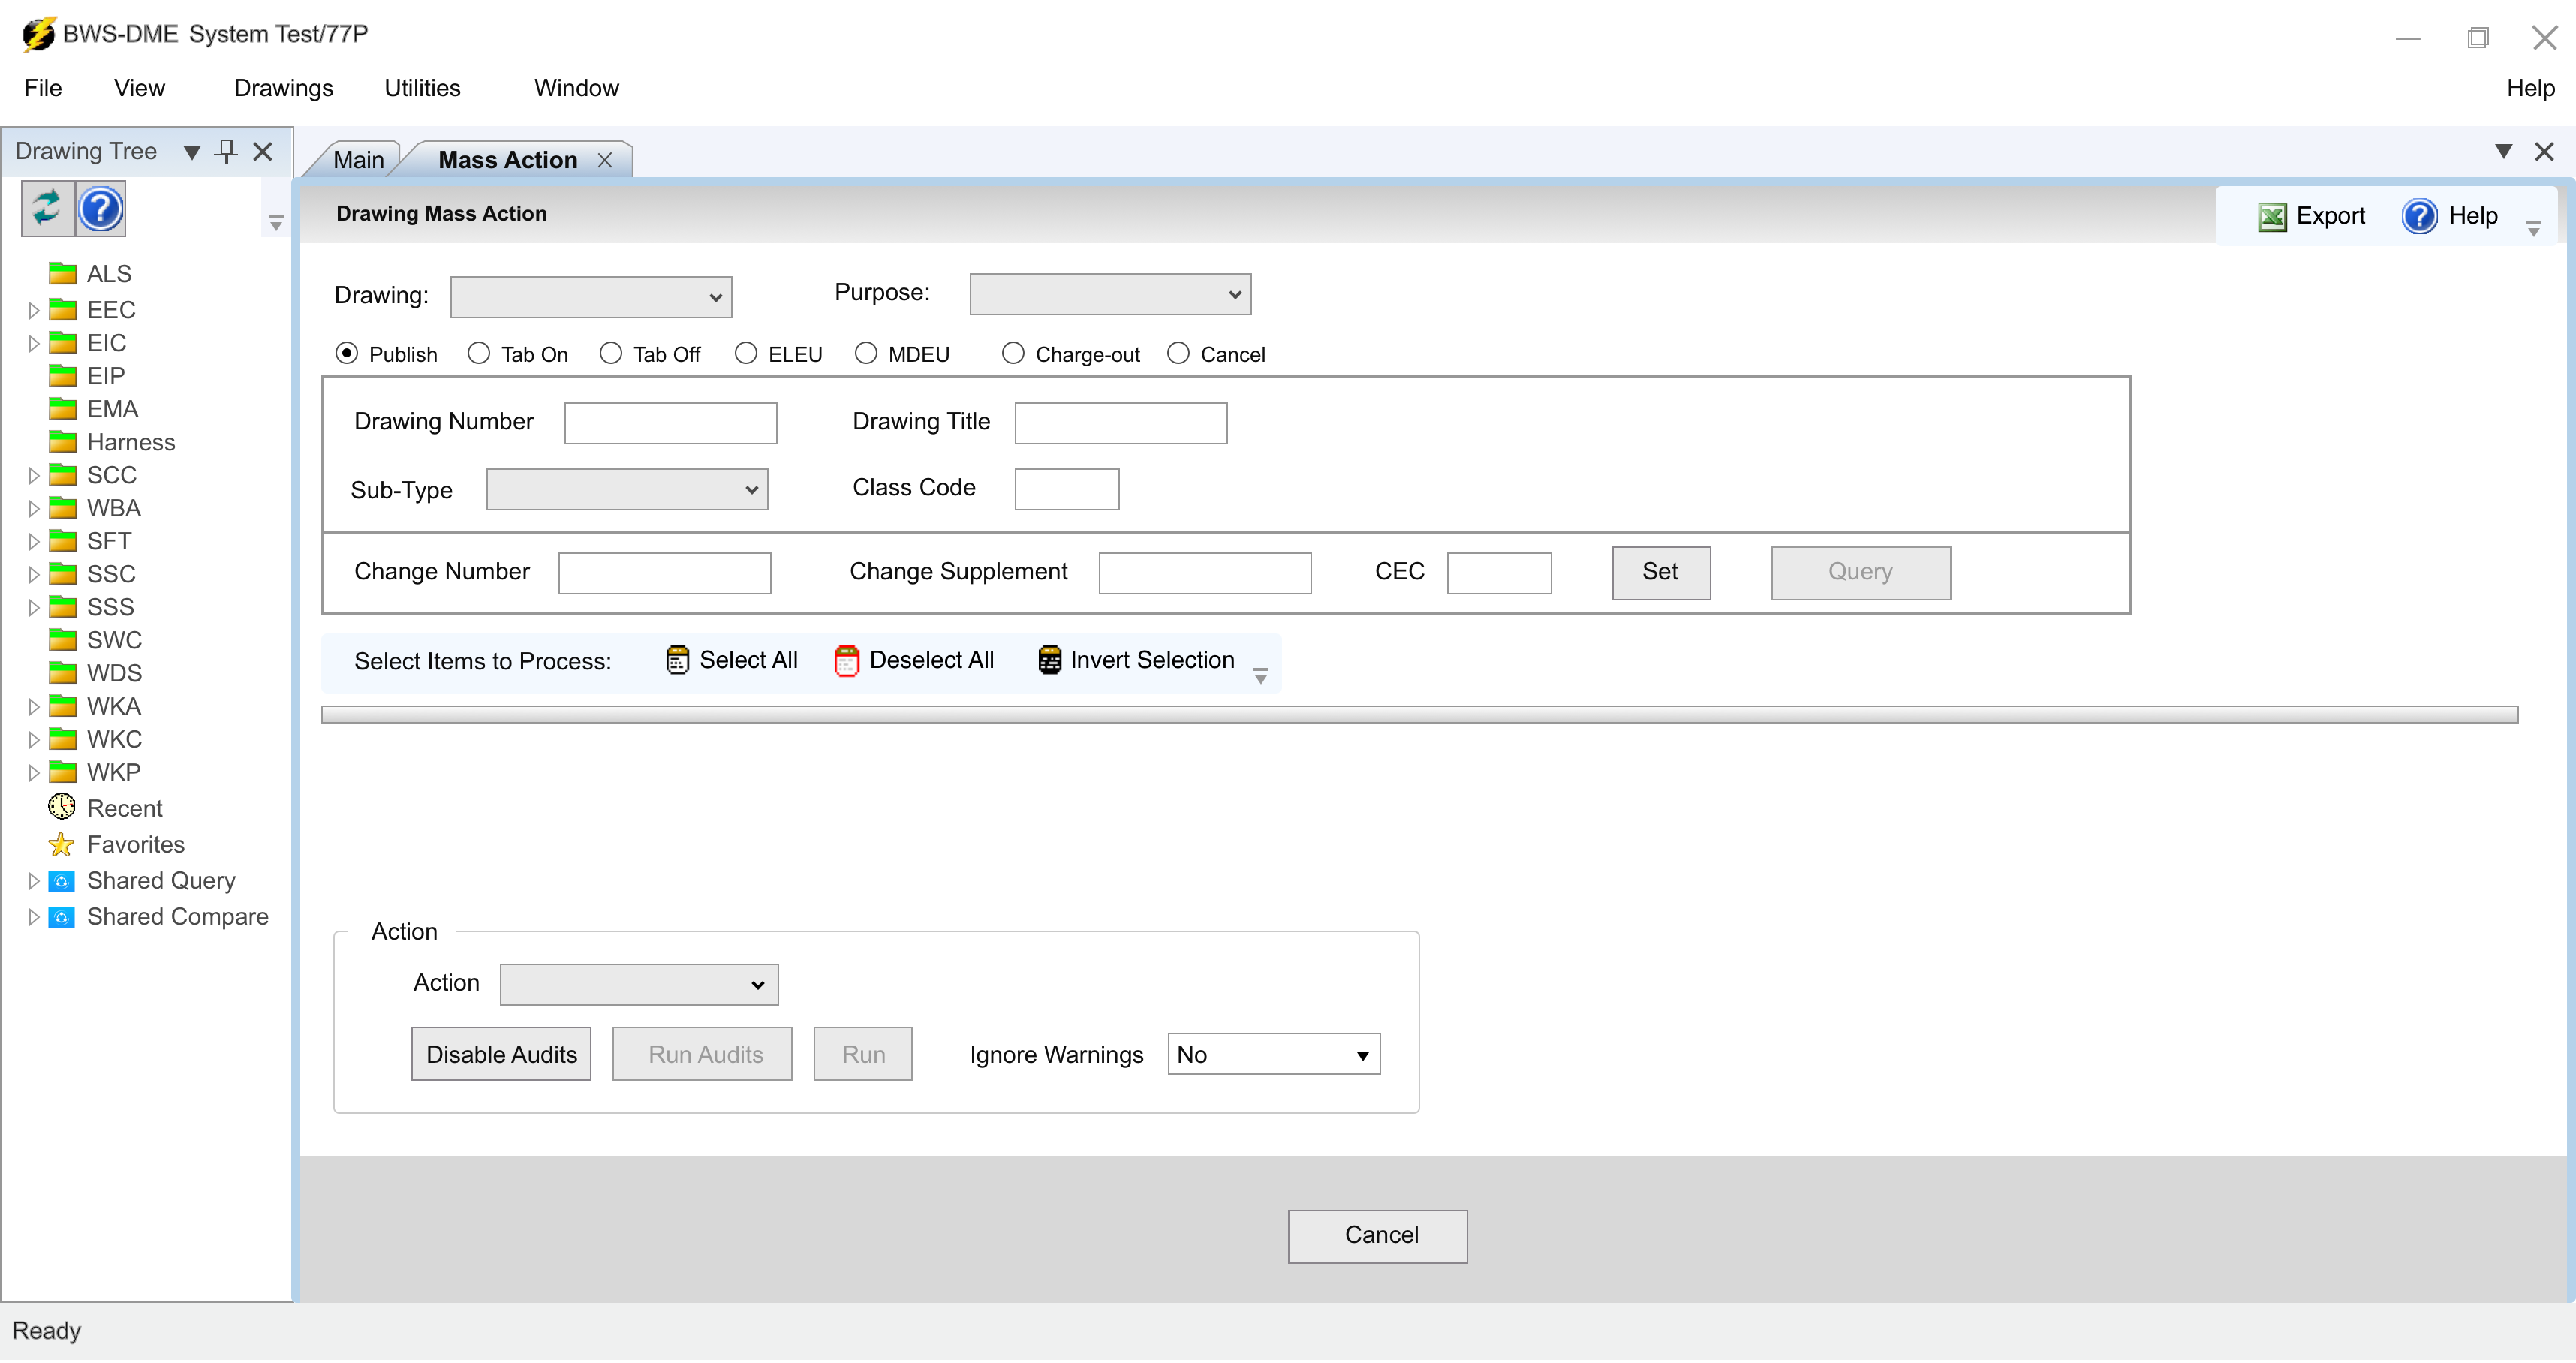 BWS-DME System Test/77P
File View Drawings Utilities Window Help
Drawing Tree
Main Mass Action
Drawing Mass Action
Export Help
ALS
EEC
EIC
EIP
EMA
Harness
SCC
WBA
SFT
SSC
SSS
SWC
WDS
WKA
WKC
WKP
Recent
Favorites
Shared Query
Shared Compare
Drawing: Purpose:
Publish Tab On Tab Off ELEU MDEU Charge-out Cancel
Drawing Number Drawing Title
Sub-Type Class Code
Change Number Change Supplement CEC Set Query
Select Items to Process: Select All Deselect All Invert Selection
Action
Action
Disable Audits Run Audits Run Ignore Warnings No
Cancel
Ready